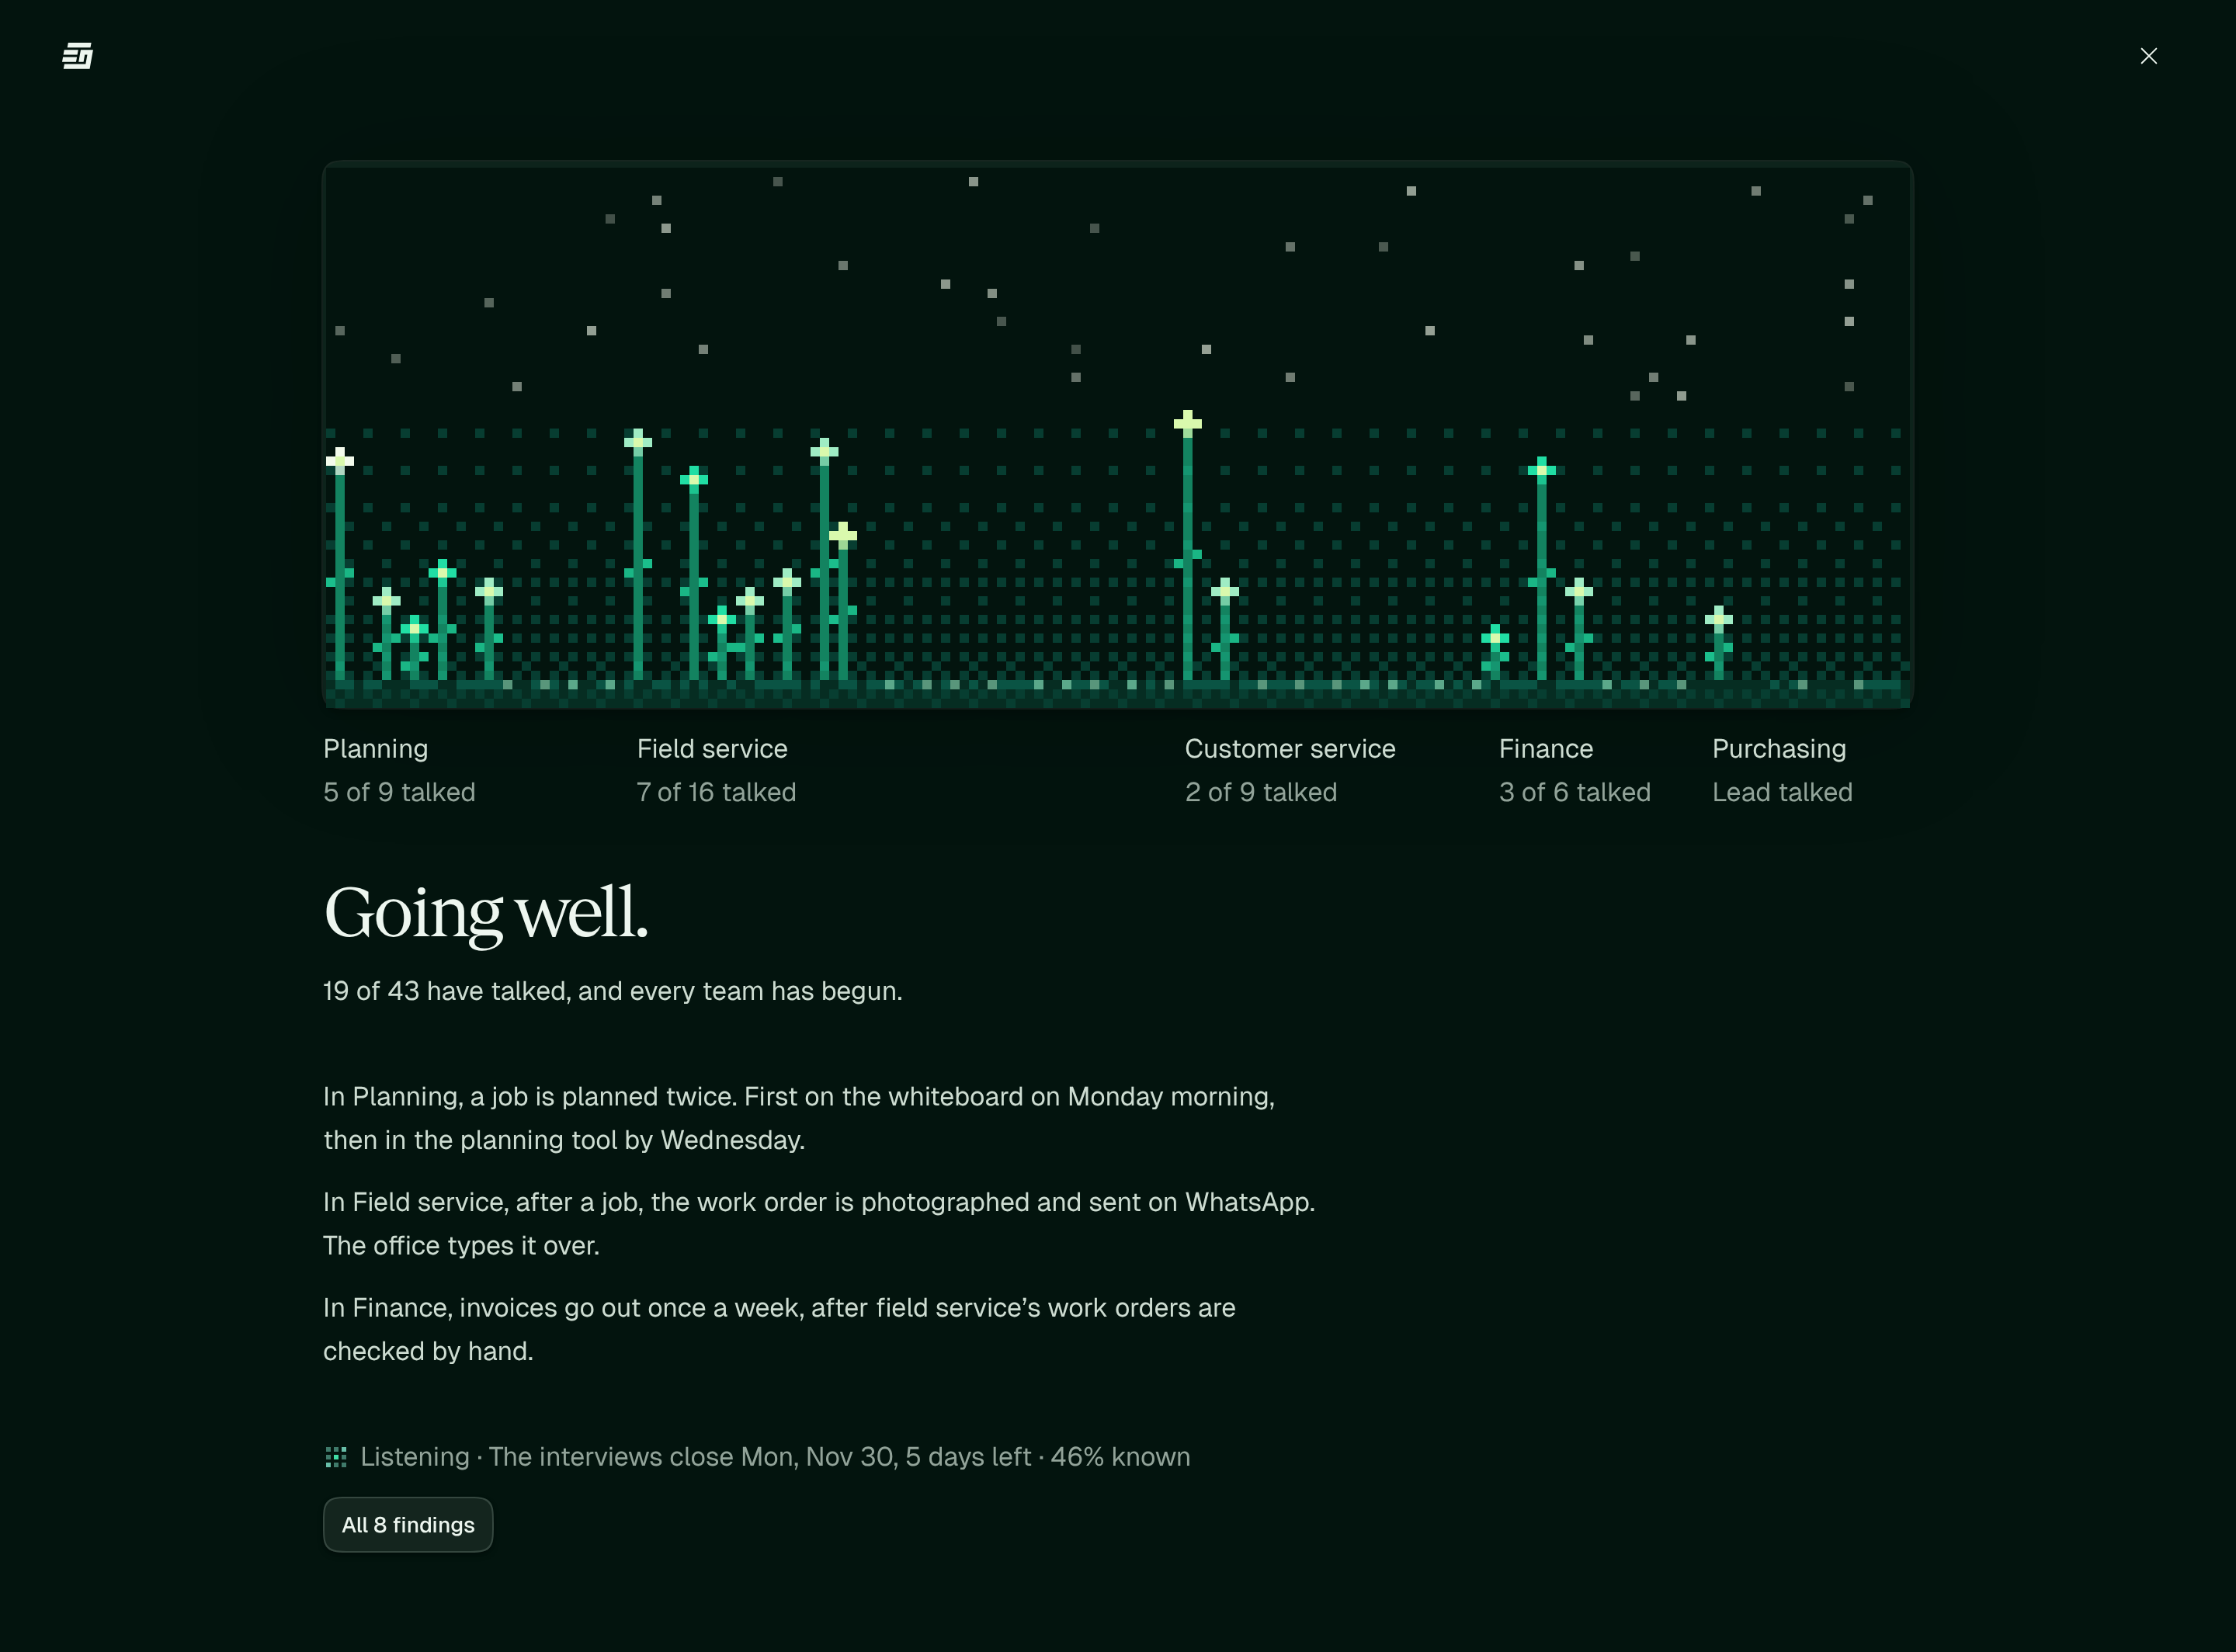 Planning
5 of 9 talked
Field service
7 of 16 talked
Customer service
2 of 9 talked
Finance
3 of 6 talked
Purchasing
Lead talked
Going well.
19 of 43 have talked, and every team has begun.
In Planning, a job is planned twice. First on the whiteboard on Monday morning,
then in the planning tool by Wednesday.
In Field service, after a job, the work order is photographed and sent on WhatsApp.
The office types it over.
In Finance, invoices go out once a week, after field service’s work orders are
checked by hand.
Listening · The interviews close Mon, Nov 30, 5 days left · 46% known
All 8 findings